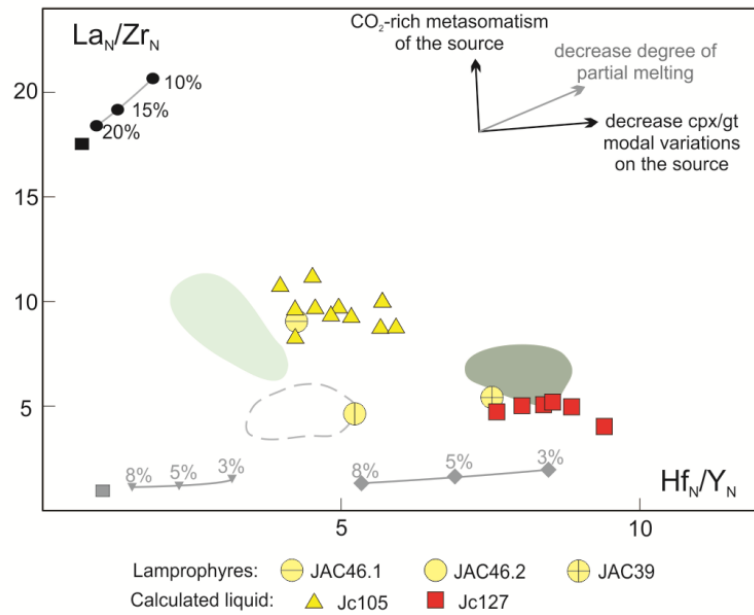 La_N/Zr_N
CO₂-rich metasomatism
of the source
decrease degree of
partial melting
decrease cpx/gt
modal variations
on the source
20
10%
15%
20%
15
10
5
8% 5% 3%
8% 5% 3%
Hf_N/Y_N
5 10
Lamprophyres: JAC46.1 JAC46.2 JAC39
Calculated liquid: Jc105 Jc127